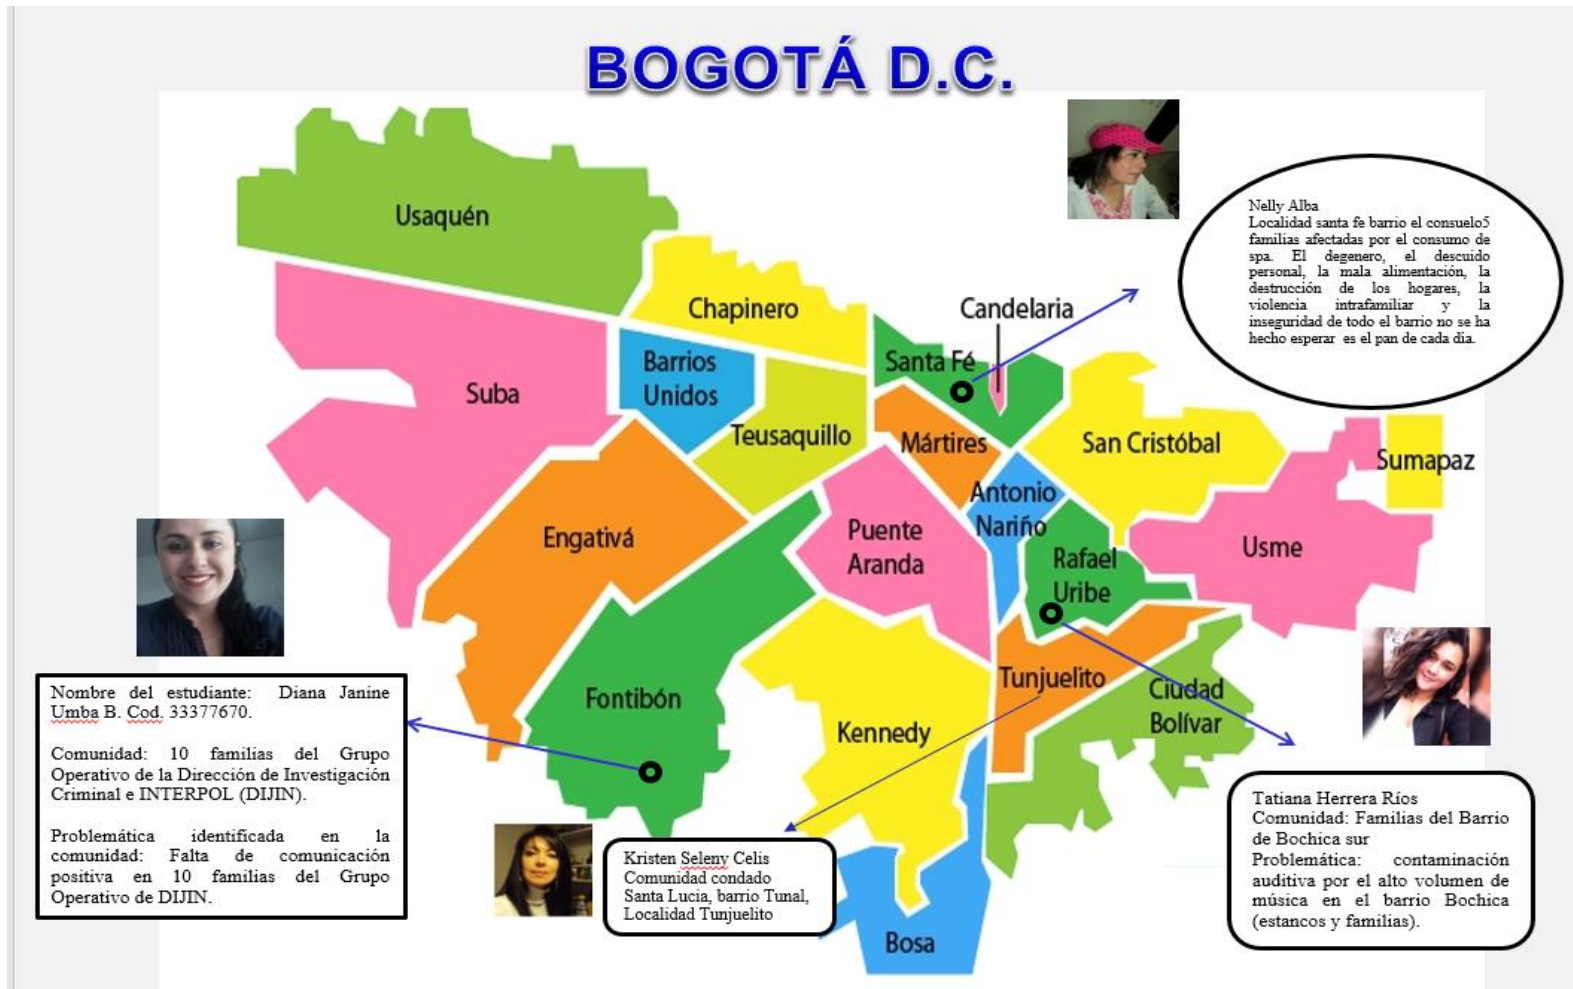 BOGOTÁ D.C.
Nelly Alba
Localidad santa fe barrio el consuelo5
familias afectadas por el consumo de
spa. El degenero, el descuido
personal, la mala alimentación, la
destrucción de los hogares, la
violencia intrafamiliar y la
inseguridad de todo el barrio no se ha
hecho esperar es el pan de cada día.
Usaquén
Chapinero
Candelaria
Santa Fé
Barrios
Unidos
Suba
Teusaquillo
Mártires
San Cristóbal
Sumapaz
Antonio
Nariño
Engativá
Puente
Aranda
Usme
Rafael
Uribe
Fontibón
Tunjuelito
Ciudad
Bolívar
Kennedy
Bosa
Nombre del estudiante: Diana Janine
Umba B. Cod. 33377670.
Comunidad: 10 familias del Grupo
Operativo de la Dirección de Investigación
Criminal e INTERPOL (DIJIN).
Problemática identificada en la
comunidad: Falta de comunicación
positiva en 10 familias del Grupo
Operativo de DIJIN.
Kristen Seleny Celis
Comunidad condado
Santa Lucia, barrio Tunal,
Localidad Tunjuelito
Tatiana Herrera Ríos
Comunidad: Familias del Barrio
de Bochica sur
Problemática: contaminación
auditiva por el alto volumen de
música en el barrio Bochica
(estancos y familias).